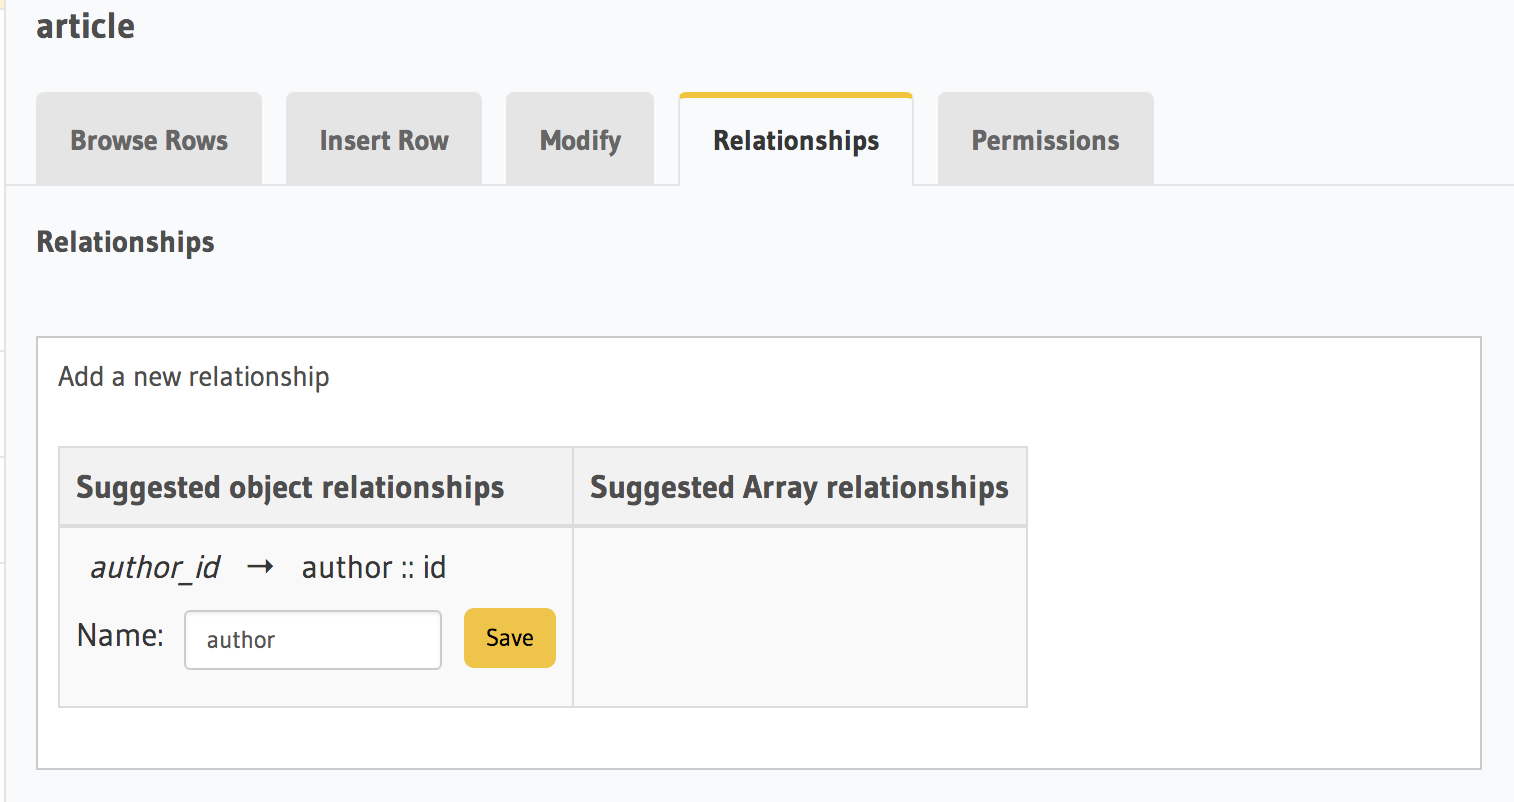 article
Browse Rows Insert Row Modify Relationships Permissions
Relationships
Add a new relationship
Suggested object relationships Suggested Array relationships
author_id → author :: id
Name: author Save